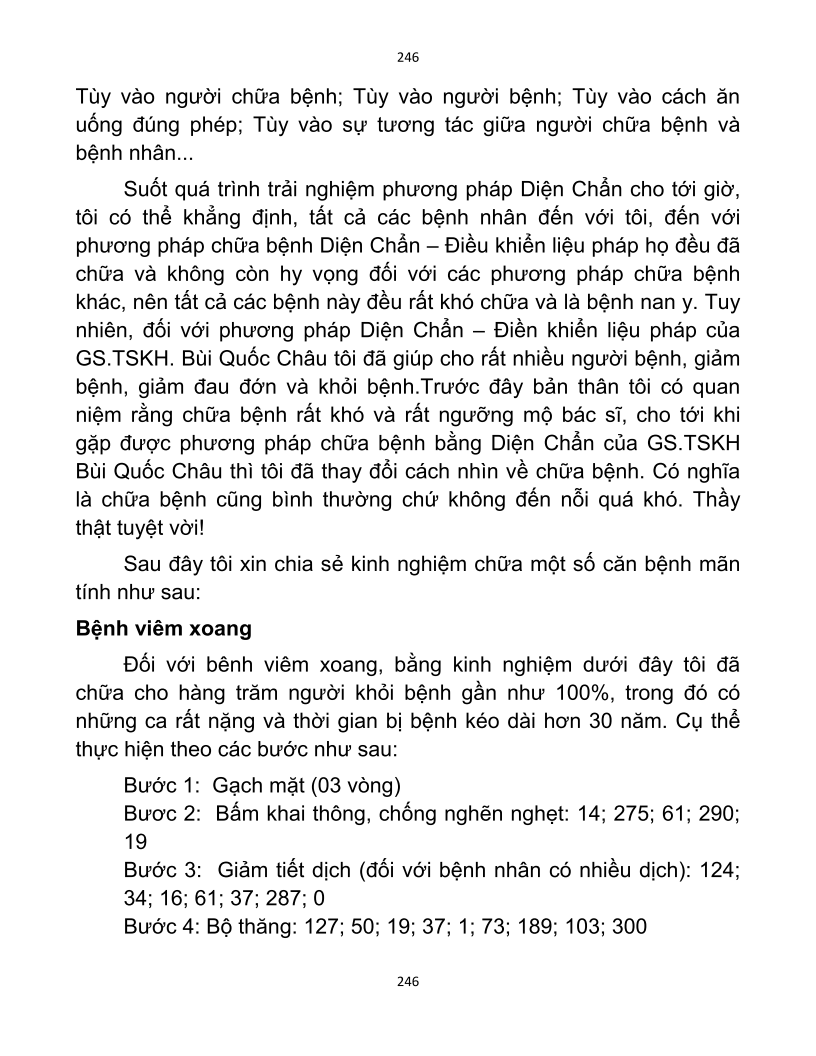 246
Tùy vào người chữa bệnh; Tùy vào người bệnh; Tùy vào cách ăn
uống đúng phép; Tùy vào sự tương tác giữa người chữa bệnh và
bệnh nhân...
Suốt quá trình trải nghiệm phương pháp Diện Chẩn cho tới giờ,
tôi có thể khẳng định, tất cả các bệnh nhân đến với tôi, đến với
phương pháp chữa bệnh Diện Chẩn – Điều khiển liệu pháp họ đều đã
chữa và không còn hy vọng đối với các phương pháp chữa bệnh
khác, nên tất cả các bệnh này đều rất khó chữa và là bệnh nan y. Tuy
nhiên, đối với phương pháp Diện Chẩn – Điền khiển liệu pháp của
GS.TSKH. Bùi Quốc Châu tôi đã giúp cho rất nhiều người bệnh, giảm
bệnh, giảm đau đớn và khỏi bệnh.Trước đây bản thân tôi có quan
niệm rằng chữa bệnh rất khó và rất ngưỡng mộ bác sĩ, cho tới khi
gặp được phương pháp chữa bệnh bằng Diện Chẩn của GS.TSKH
Bùi Quốc Châu thì tôi đã thay đổi cách nhìn về chữa bệnh. Có nghĩa
là chữa bệnh cũng bình thường chứ không đến nỗi quá khó. Thầy
thật tuyệt vời!
Sau đây tôi xin chia sẻ kinh nghiệm chữa một số căn bệnh mãn
tính như sau:
Bệnh viêm xoang
Đối với bênh viêm xoang, bằng kinh nghiệm dưới đây tôi đã
chữa cho hàng trăm người khỏi bệnh gần như 100%, trong đó có
những ca rất nặng và thời gian bị bệnh kéo dài hơn 30 năm. Cụ thể
thực hiện theo các bước như sau:
Bước 1:  Gạch mặt (03 vòng)
Bươc 2:  Bấm khai thông, chống nghẽn nghẹt: 14; 275; 61; 290;
19
Bước 3:  Giảm tiết dịch (đối với bệnh nhân có nhiều dịch): 124;
34; 16; 61; 37; 287; 0
Bước 4: Bộ thăng: 127; 50; 19; 37; 1; 73; 189; 103; 300
246